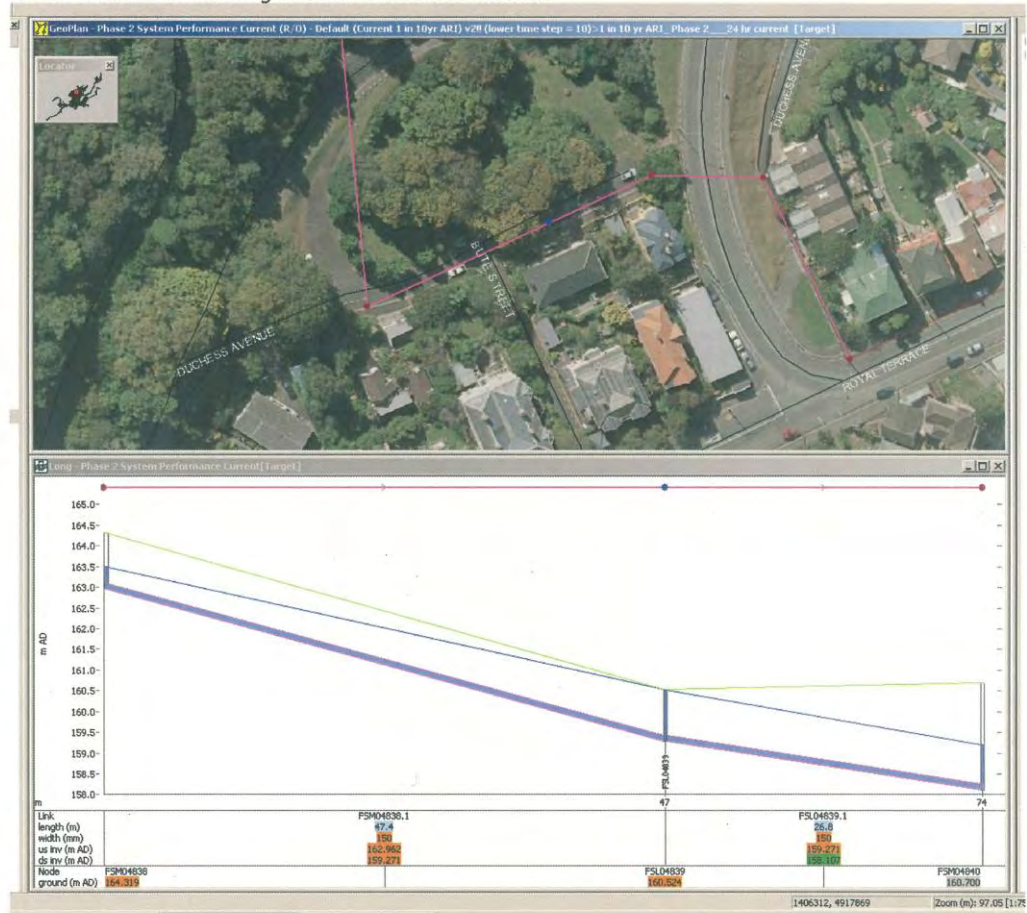 GeoPlan - Phase 2 System Performance Current (R/O) - Default (Current 1 in 10yr ARI) v2# (lower time step = 10)>1 in 10 yr ARI_ Phase 2___24 hr current [Target]
Locator
DUCHESS AVENUE
BUTE STREET
DUCHESS AVEN
ROYAL TERRACE
Long - Phase 2 System Performance Current[Target]
165.0-
164.5-
164.0-
163.5-
163.0-
162.5-
162.0-
161.5-
161.0-
160.5-
160.0-
159.5-
159.0-
158.5-
158.0-
m AD
FSL04839
m 47 74
Link FSM04838.1 FSL04839.1
length (m) 47.4 26.8
width (mm) 150 150
us inv (m AD) 162.962 159.271
ds inv (m AD) 159.271 158.107
Node FSM04838 FSL04839 FSM04840
ground (m AD) 164.319 160.524 160.700
1406312, 4917869 Zoom (m): 97.05 [1:75